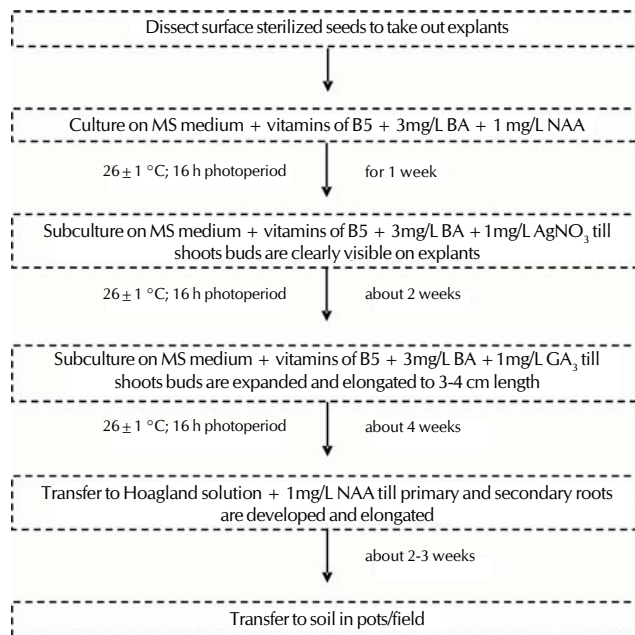 Dissect surface sterilized seeds to take out explants
Culture on MS medium + vitamins of B5 + 3mg/L BA + 1 mg/L NAA
26± 1 °C; 16 h photoperiod for 1 week
Subculture on MS medium + vitamins of B5 + 3mg/L BA +1mg/L AgNO₃ till
shoots buds are clearly visible on explants
26± 1 °C; 16 h photoperiod about 2 weeks
Subculture on MS medium + vitamins of B5 + 3mg/L BA +1mg/L GA₃ till
shoots buds are expanded and elongated to 3-4 cm length
26± 1 °C; 16 h photoperiod about 4 weeks
Transfer to Hoagland solution + 1mg/L NAA till primary and secondary roots
are developed and elongated
about 2-3 weeks
Transfer to soil in pots/field